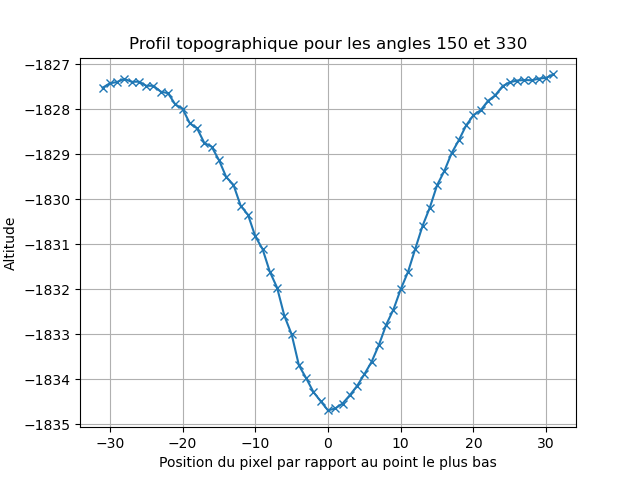 Profil topographique pour les angles 150 et 330
Altitude
−1827
−1828
−1829
−1830
−1831
−1832
−1833
−1834
−1835
−30 −20 −10 0 10 20 30
Position du pixel par rapport au point le plus bas